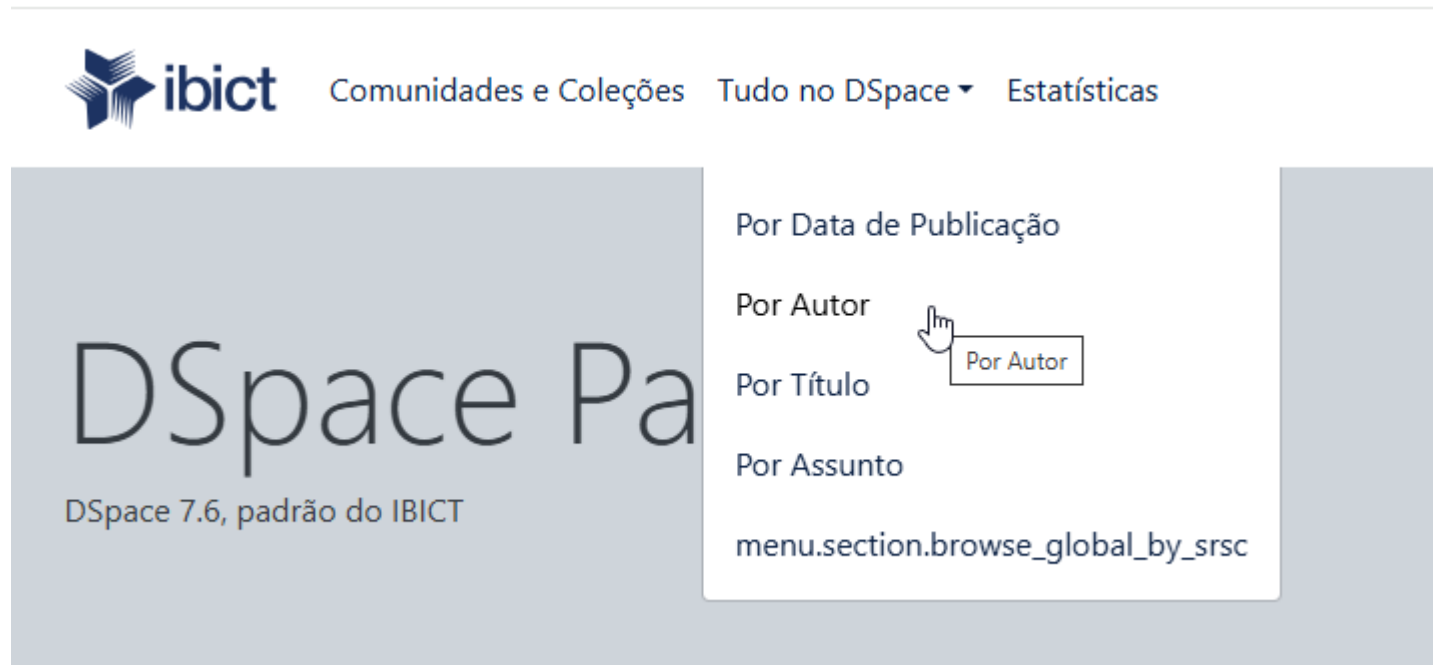 ibict Comunidades e Coleções Tudo no DSpace Estatísticas
Por Data de Publicação
Por Autor
Por Autor
Por Título
Por Assunto
menu.section.browse_global_by_srsc
DSpace Pa
DSpace 7.6, padrão do IBICT